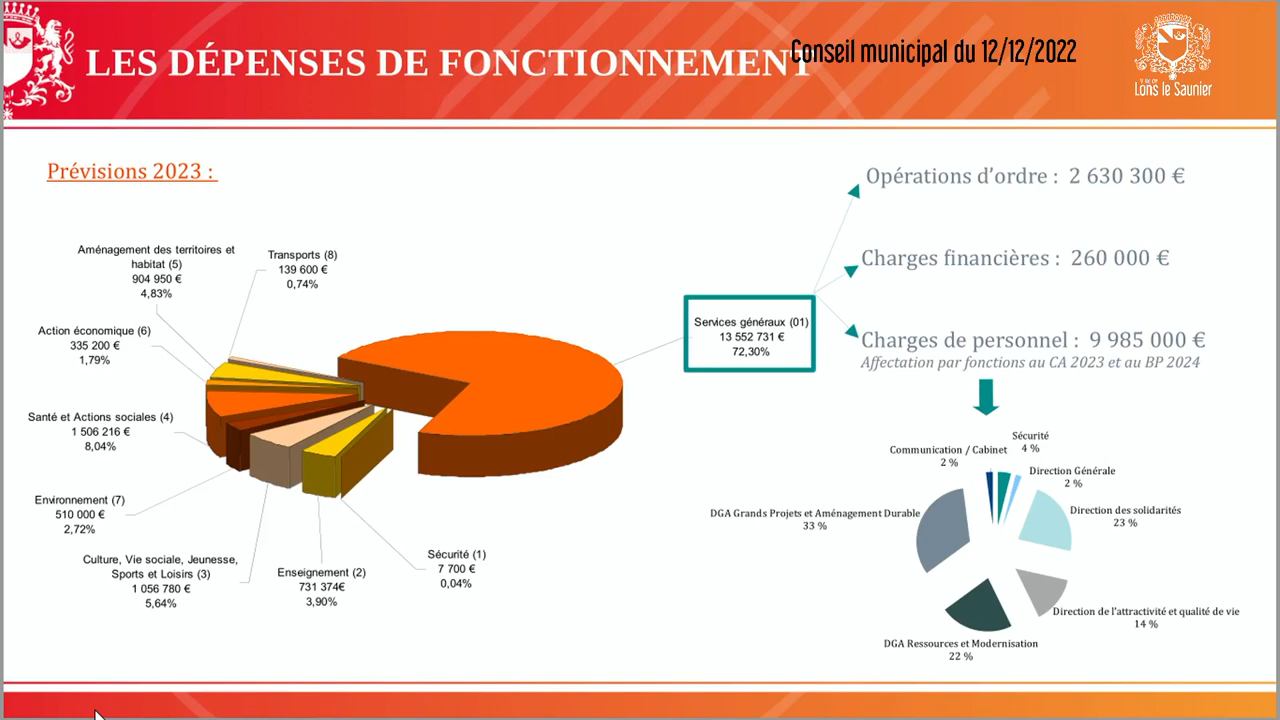 LES DÉPENSES DE FONCTIONNEMENT
Conseil municipal du 12/12/2022
Ville de
Lons le Saunier
Prévisions 2023 :
Opérations d'ordre : 2 630 300 €
Charges financières : 260 000 €
Charges de personnel : 9 985 000 €
Affectation par fonctions au CA 2023 et au BP 2024
Aménagement des territoires et
habitat (5)
904 950 €
4,83%
Transports (8)
139 600 €
0,74%
Action économique (6)
335 200 €
1,79%
Services généraux (01)
13 552 731 €
72,30%
Santé et Actions sociales (4)
1 506 216 €
8,04%
Environnement (7)
510 000 €
2,72%
Culture, Vie sociale, Jeunesse,
Sports et Loisirs (3)
1 056 780 €
5,64%
Enseignement (2)
731 374€
3,90%
Sécurité (1)
7 700 €
0,04%
Communication / Cabinet
2 %
Sécurité
4 %
Direction Générale
2 %
Direction des solidarités
23 %
DGA Grands Projets et Aménagement Durable
33 %
Direction de l'attractivité et qualité de vie
14 %
DGA Ressources et Modernisation
22 %